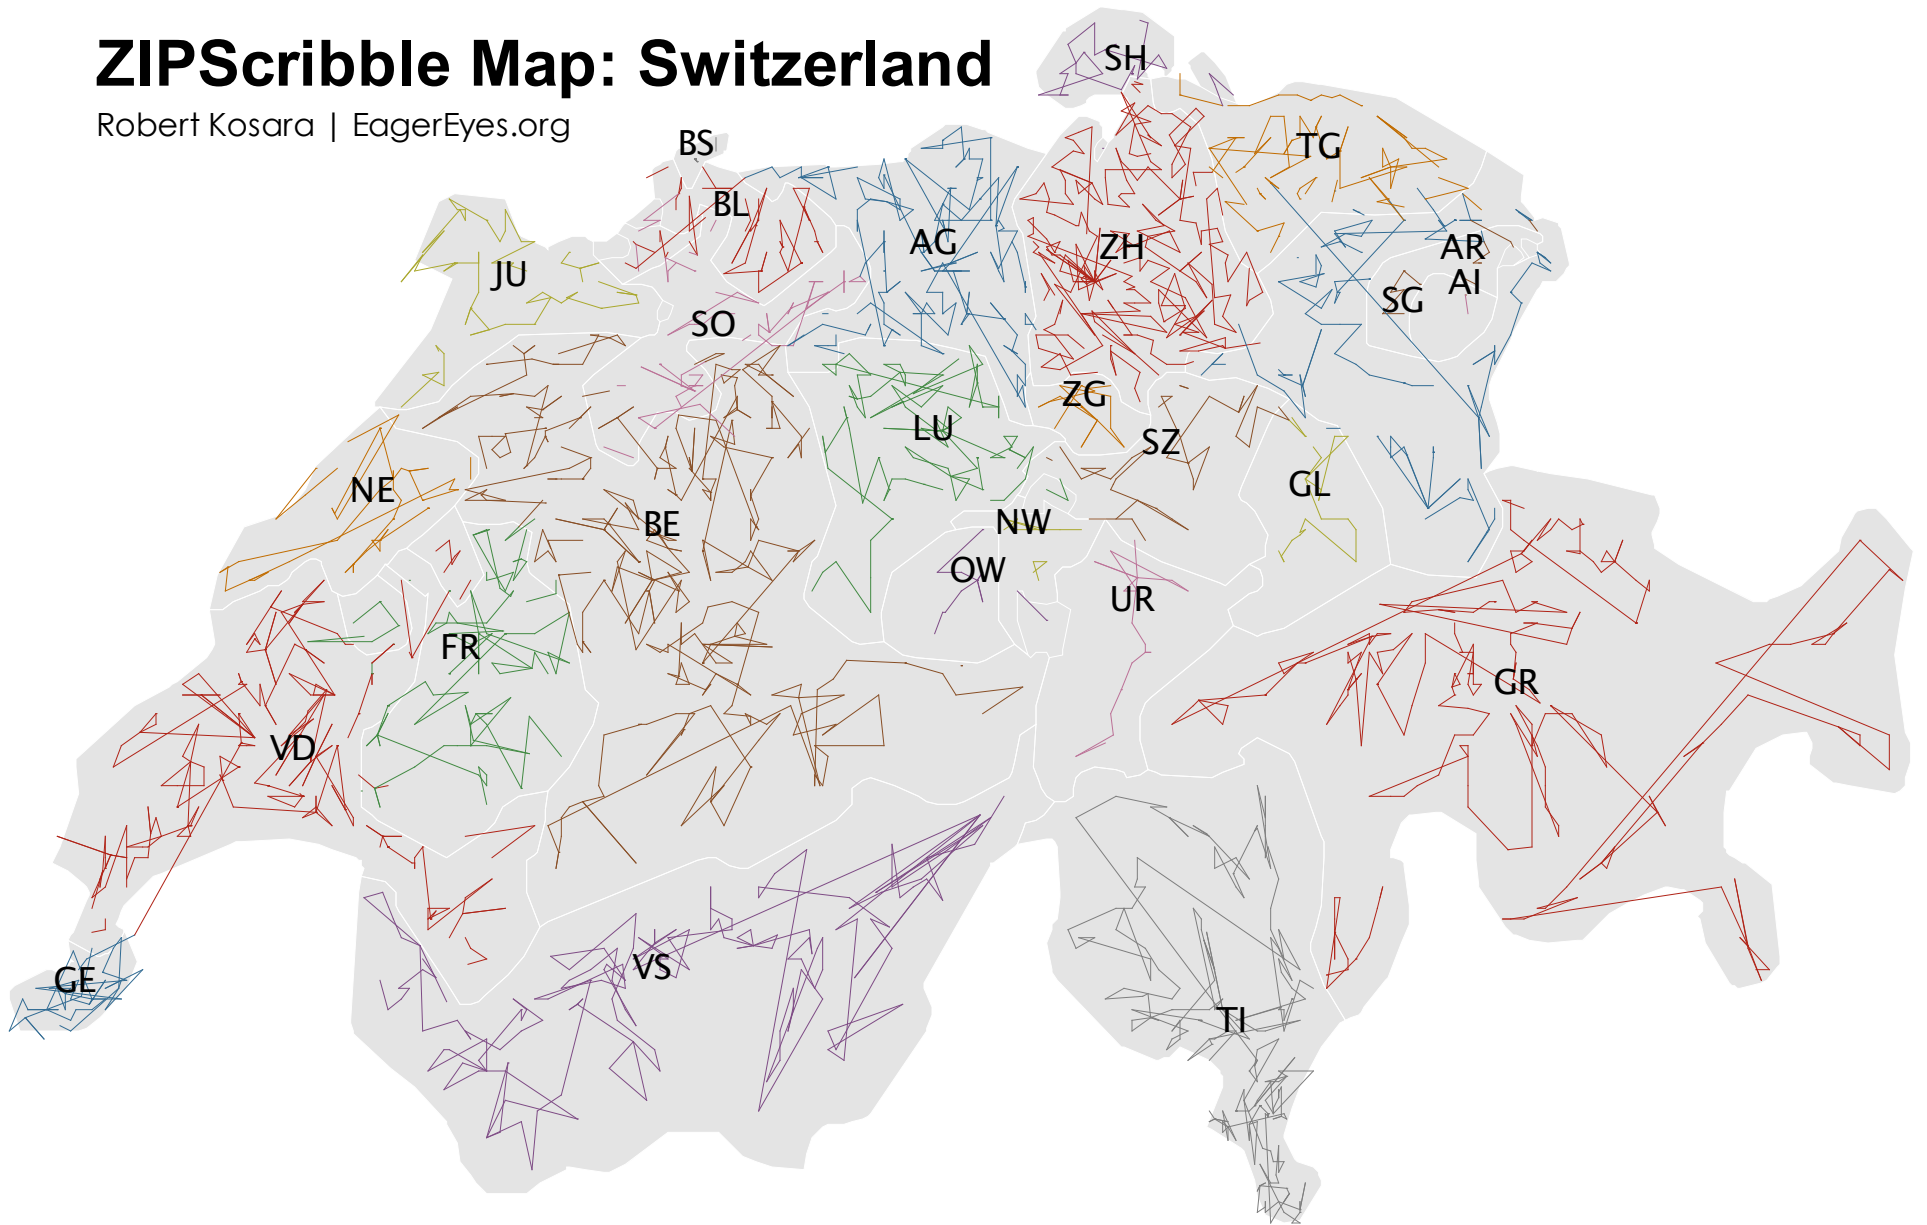 ZIPScribble Map: Switzerland
Robert Kosara | EagerEyes.org
SH
BS
TG
BL
AG
ZH
AR
JU
AI
SG
SO
ZG
LU
SZ
NE
GL
BE
NW
OW
UR
FR
GR
VD
VS
GE
TI